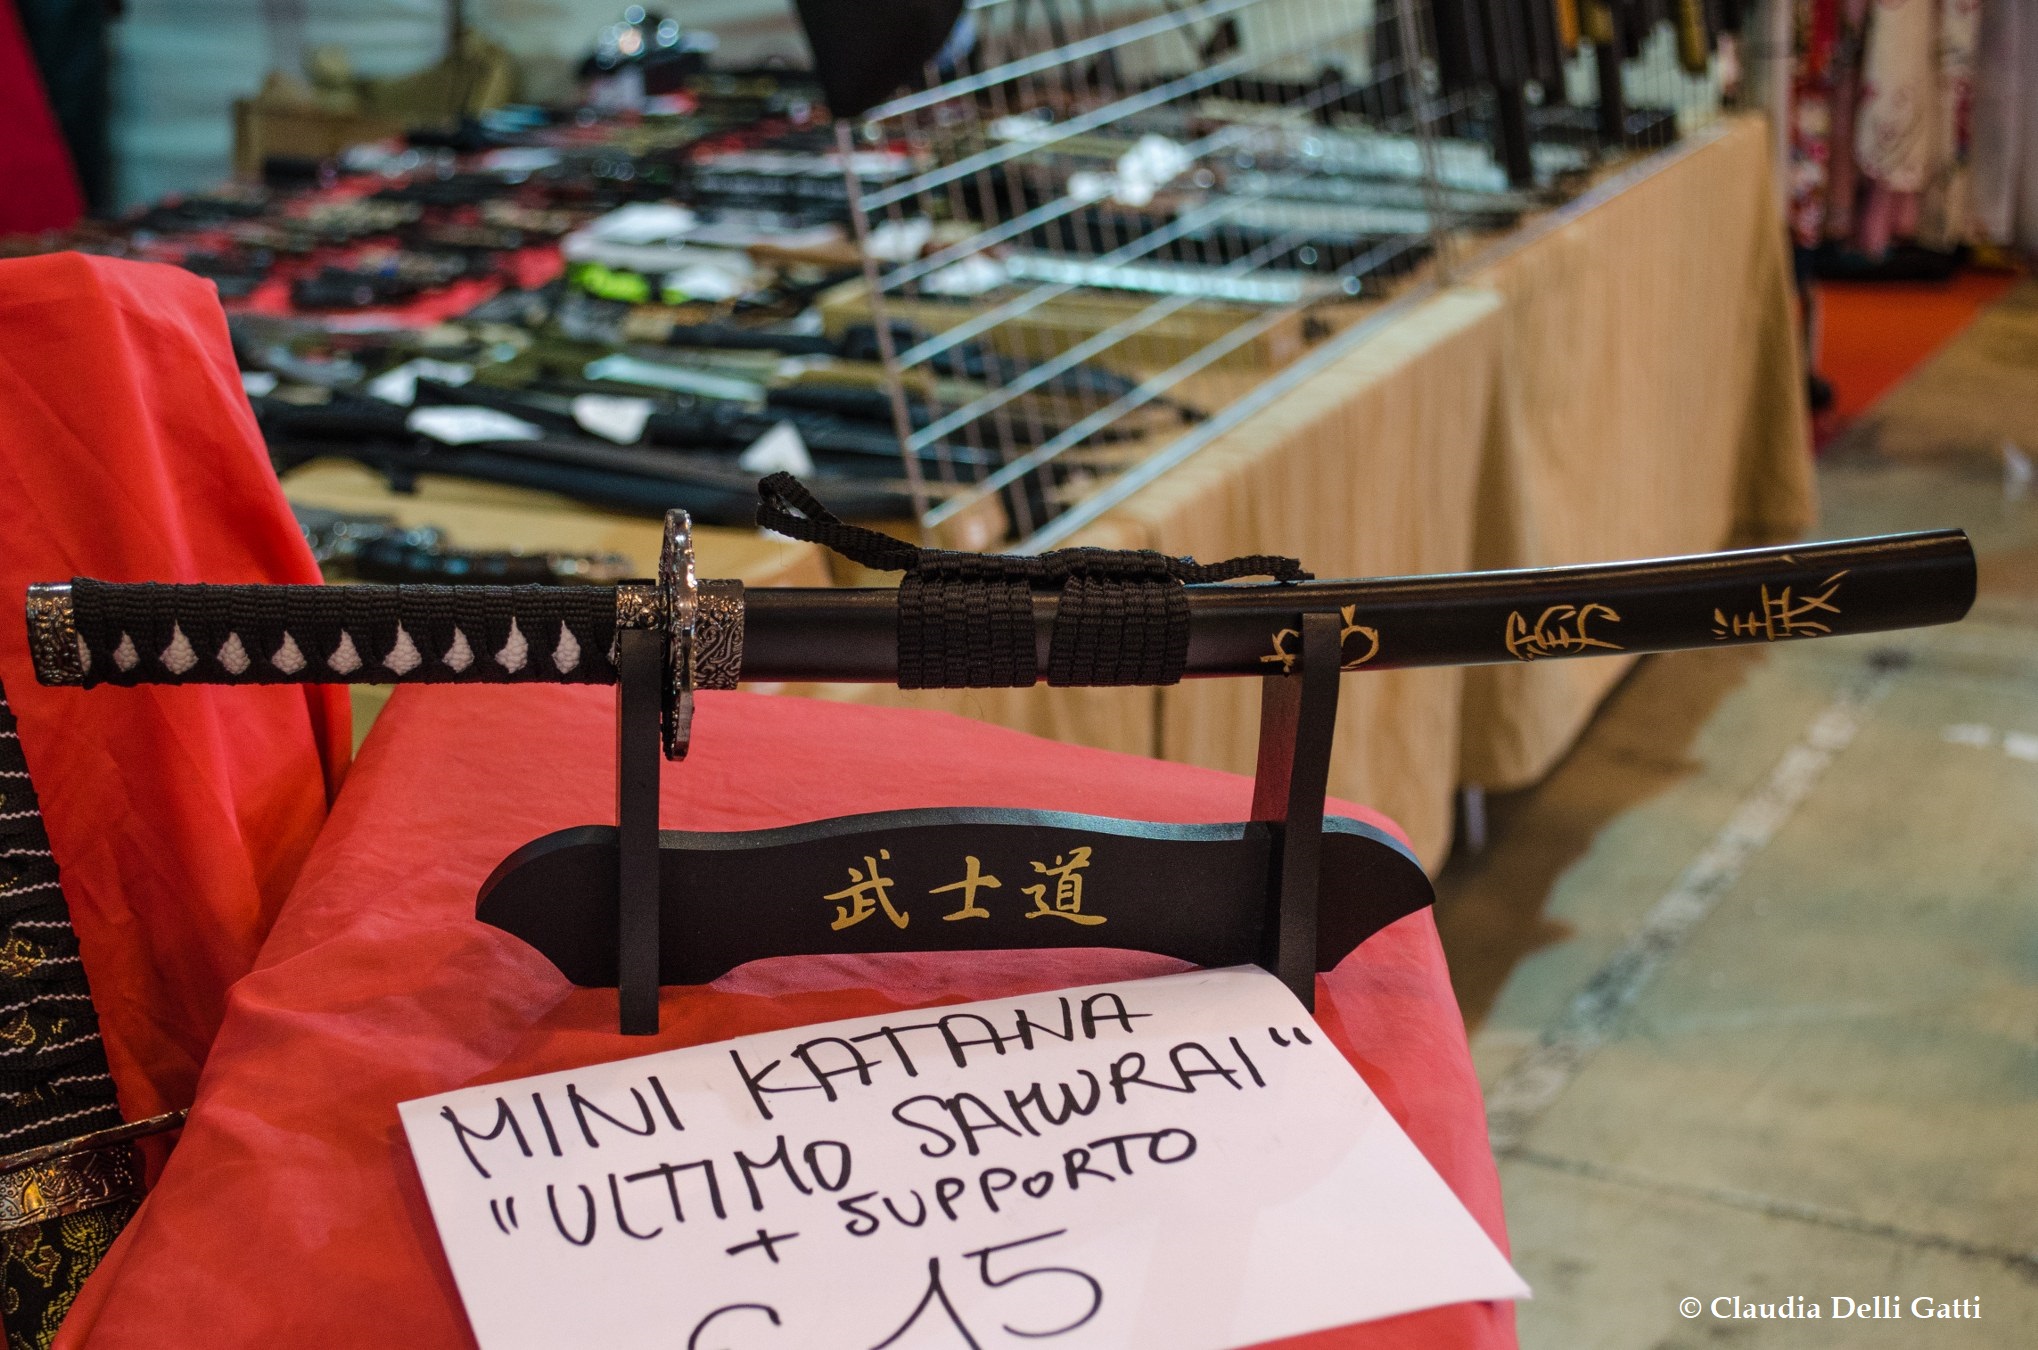 武士道
MINI KATANA
"ULTIMO SAMURAI"
+ SUPPORTO
€ 15
© Claudia Delli Gatti